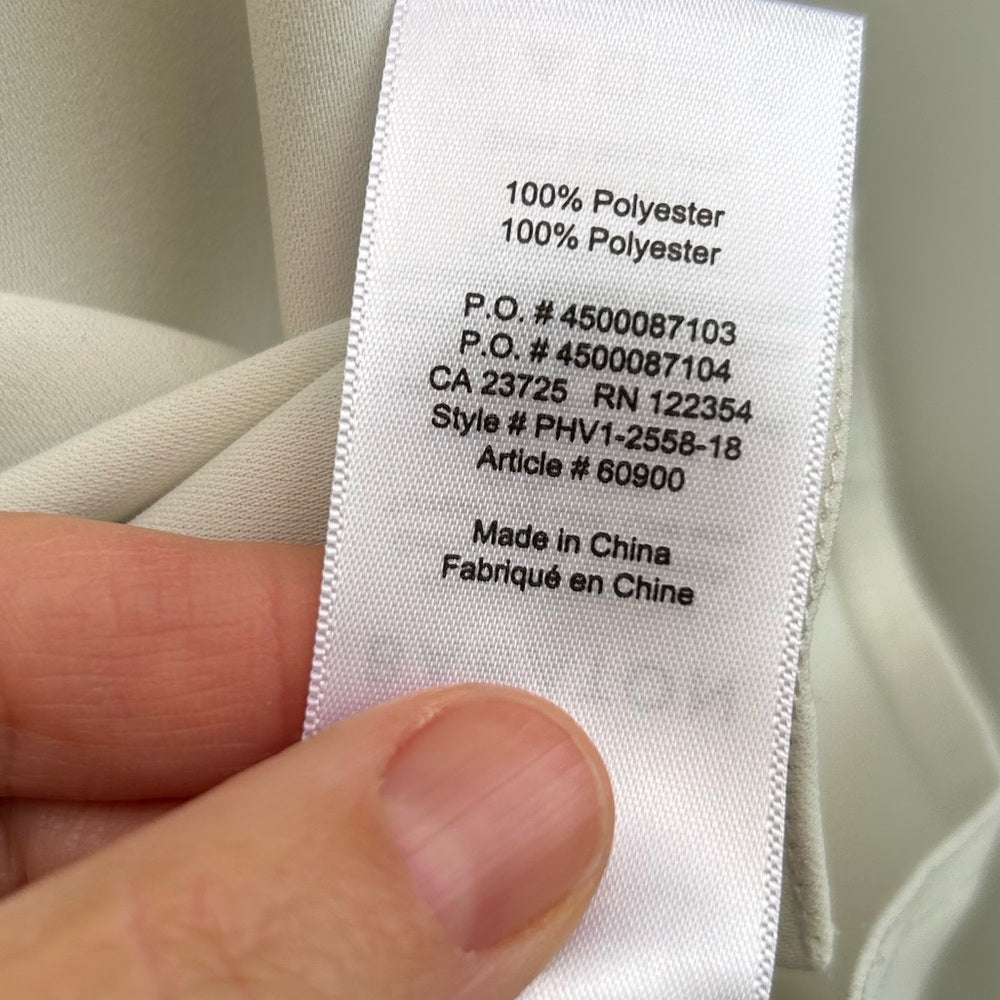 100% Polyester
100% Polyester
P.O. # 4500087103
P.O. # 4500087104
CA 23725 RN 122354
Style # PHV1-2558-18
Article # 60900
Made in China
Fabriqué en Chine